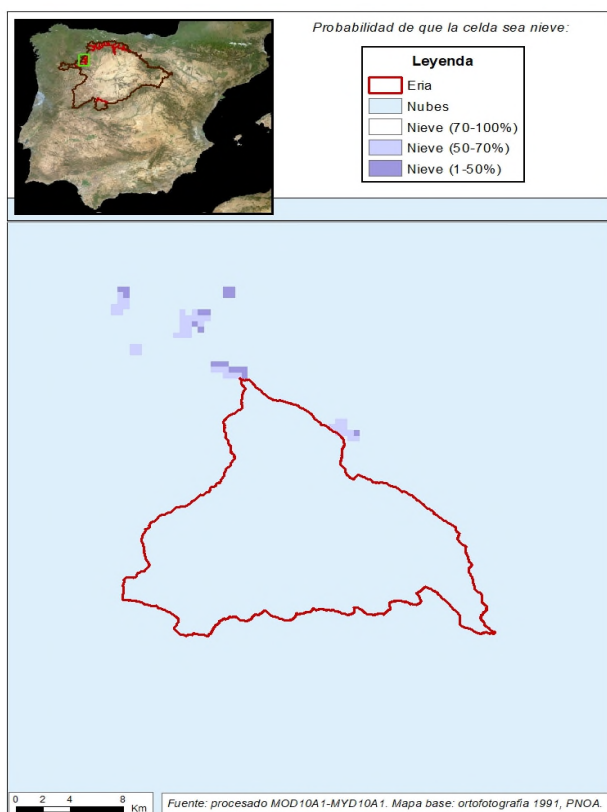 Probabilidad de que la celda sea nieve:
Leyenda
Eria
Nubes
Nieve (70-100%)
Nieve (50-70%)
Nieve (1-50%)
0 2 4 8
Km
Fuente: procesado MOD10A1-MYD10A1. Mapa base: ortofotografia 1991, PNOA